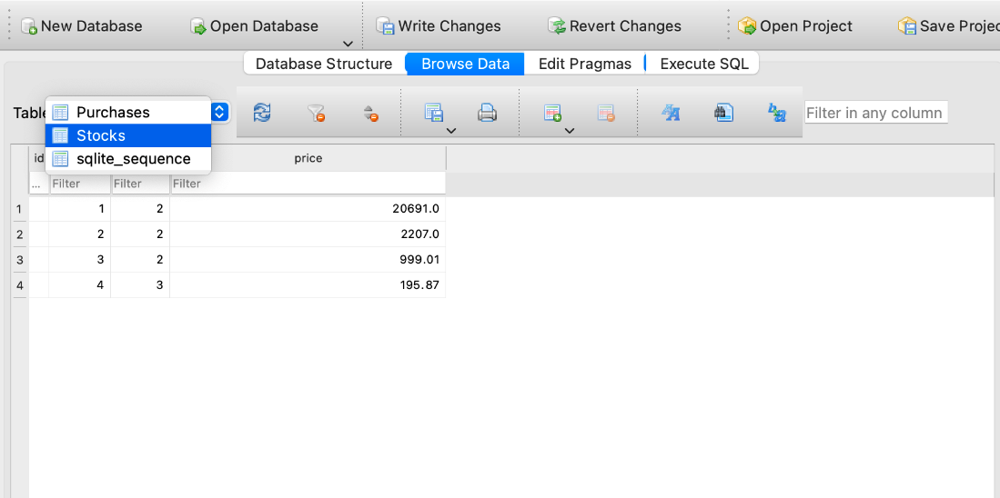 New Database Open Database Write Changes Revert Changes Open Project Save Projec
Database Structure Browse Data Edit Pragmas Execute SQL
Table Purchases Filter in any column
Stocks
sqlite_sequence
id price
... Filter Filter Filter
1 1 2 20691.0
2 2 2 2207.0
3 3 2 999.01
4 4 3 195.87